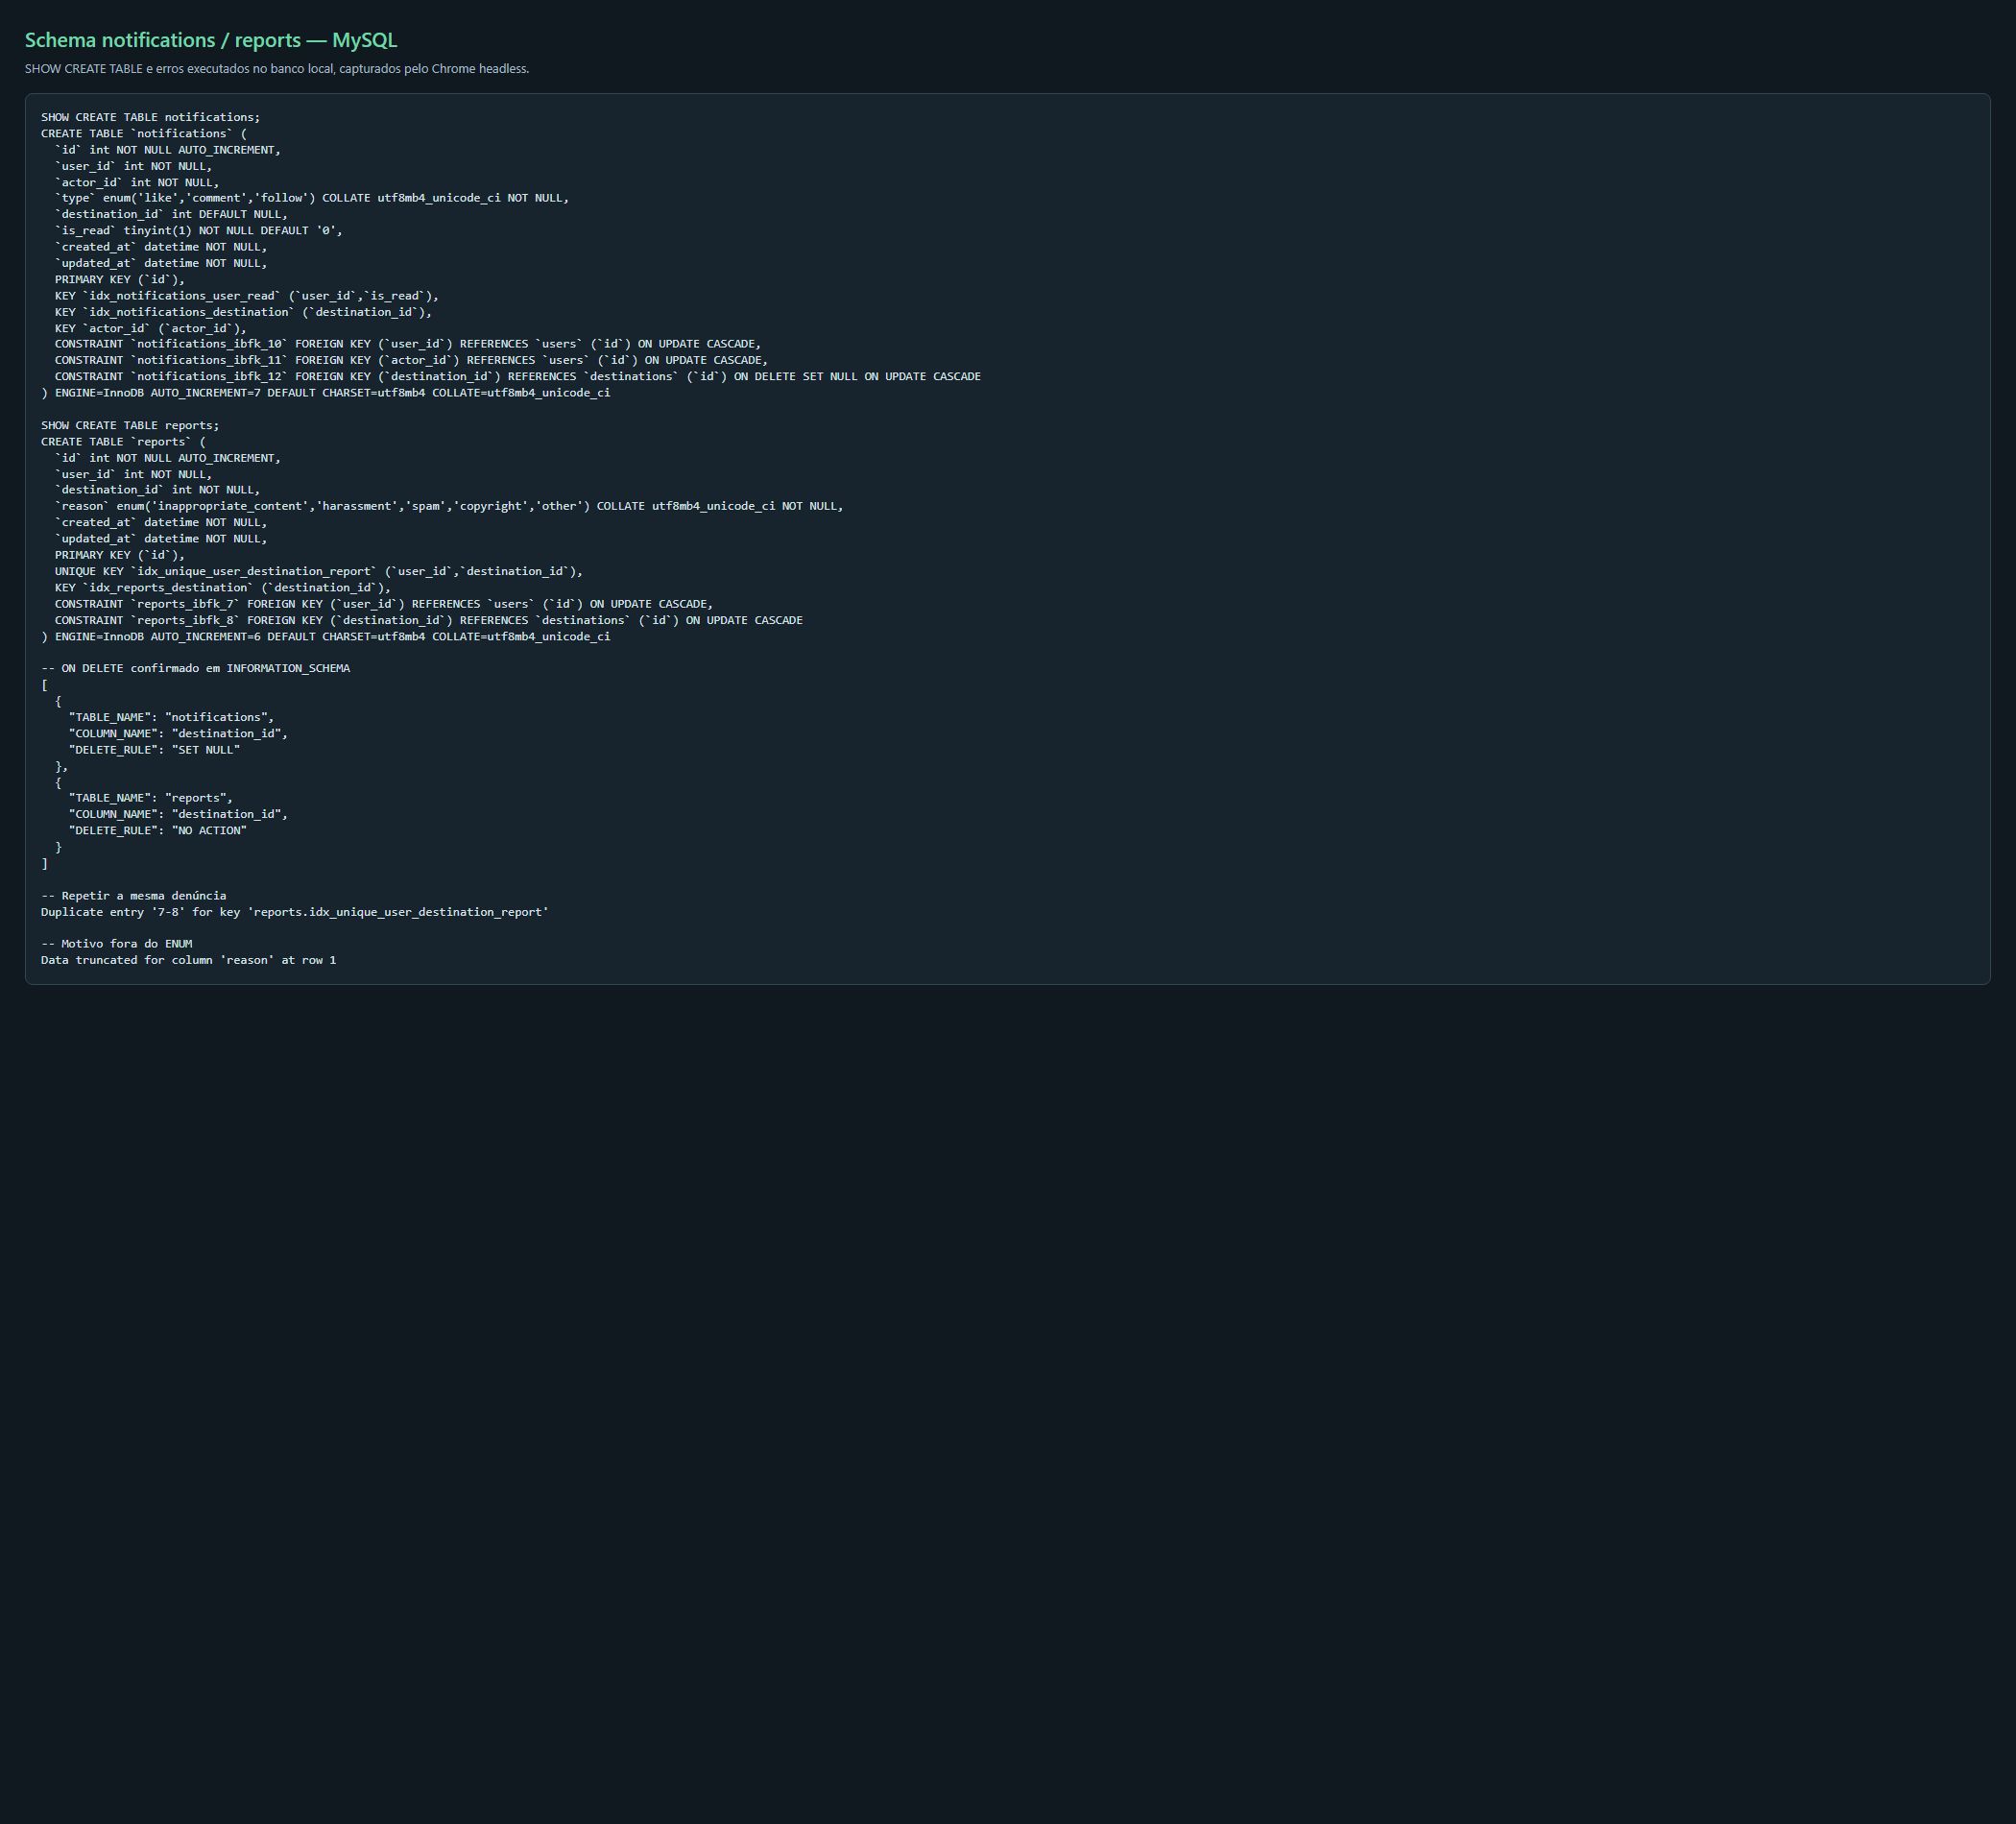 Schema notifications / reports — MySQL
SHOW CREATE TABLE e erros executados no banco local, capturados pelo Chrome headless.
SHOW CREATE TABLE notifications;
CREATE TABLE `notifications` (
  `id` int NOT NULL AUTO_INCREMENT,
  `user_id` int NOT NULL,
  `actor_id` int NOT NULL,
  `type` enum('like','comment','follow') COLLATE utf8mb4_unicode_ci NOT NULL,
  `destination_id` int DEFAULT NULL,
  `is_read` tinyint(1) NOT NULL DEFAULT '0',
  `created_at` datetime NOT NULL,
  `updated_at` datetime NOT NULL,
  PRIMARY KEY (`id`),
  KEY `idx_notifications_user_read` (`user_id`,`is_read`),
  KEY `idx_notifications_destination` (`destination_id`),
  KEY `actor_id` (`actor_id`),
  CONSTRAINT `notifications_ibfk_10` FOREIGN KEY (`user_id`) REFERENCES `users` (`id`) ON UPDATE CASCADE,
  CONSTRAINT `notifications_ibfk_11` FOREIGN KEY (`actor_id`) REFERENCES `users` (`id`) ON UPDATE CASCADE,
  CONSTRAINT `notifications_ibfk_12` FOREIGN KEY (`destination_id`) REFERENCES `destinations` (`id`) ON DELETE SET NULL ON UPDATE CASCADE
) ENGINE=InnoDB AUTO_INCREMENT=7 DEFAULT CHARSET=utf8mb4 COLLATE=utf8mb4_unicode_ci
SHOW CREATE TABLE reports;
CREATE TABLE `reports` (
  `id` int NOT NULL AUTO_INCREMENT,
  `user_id` int NOT NULL,
  `destination_id` int NOT NULL,
  `reason` enum('inappropriate_content','harassment','spam','copyright','other') COLLATE utf8mb4_unicode_ci NOT NULL,
  `created_at` datetime NOT NULL,
  `updated_at` datetime NOT NULL,
  PRIMARY KEY (`id`),
  UNIQUE KEY `idx_unique_user_destination_report` (`user_id`,`destination_id`),
  KEY `idx_reports_destination` (`destination_id`),
  CONSTRAINT `reports_ibfk_7` FOREIGN KEY (`user_id`) REFERENCES `users` (`id`) ON UPDATE CASCADE,
  CONSTRAINT `reports_ibfk_8` FOREIGN KEY (`destination_id`) REFERENCES `destinations` (`id`) ON UPDATE CASCADE
) ENGINE=InnoDB AUTO_INCREMENT=6 DEFAULT CHARSET=utf8mb4 COLLATE=utf8mb4_unicode_ci
-- ON DELETE confirmado em INFORMATION_SCHEMA
[
  {
    "TABLE_NAME": "notifications",
    "COLUMN_NAME": "destination_id",
    "DELETE_RULE": "SET NULL"
  },
  {
    "TABLE_NAME": "reports",
    "COLUMN_NAME": "destination_id",
    "DELETE_RULE": "NO ACTION"
  }
]
-- Repetir a mesma denúncia
Duplicate entry '7-8' for key 'reports.idx_unique_user_destination_report'
-- Motivo fora do ENUM
Data truncated for column 'reason' at row 1